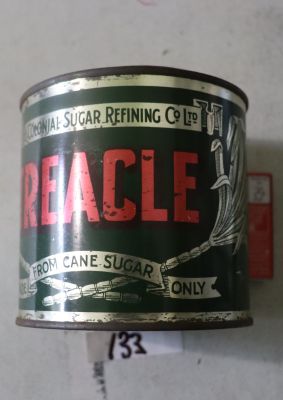 COLONIAL SUGAR REFINING CO LTD
REACLE
FROM CANE SUGAR
ONLY
133